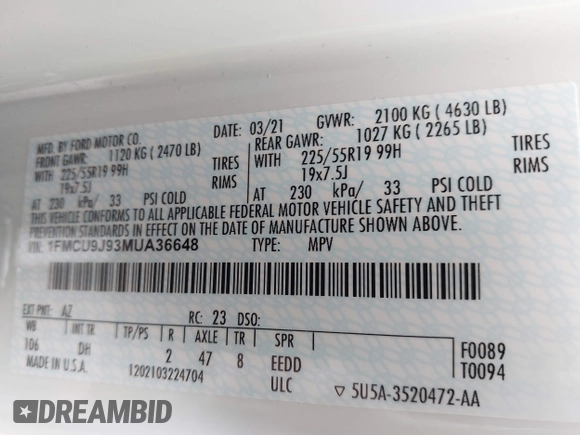 MFD. BY FORD MOTOR CO.
DATE: 03/21
GVWR: 2100 KG ( 4630 LB)
FRONT GAWR: 1120 KG ( 2470 LB)
REAR GAWR: 1027 KG ( 2265 LB)
WITH 225/55R19 99H TIRES
WITH 225/55R19 99H TIRES
19x7.5J RIMS
19x7.5J RIMS
AT 230 kPa/ 33 PSI COLD
AT 230 kPa/ 33 PSI COLD
THIS VEHICLE CONFORMS TO ALL APPLICABLE FEDERAL MOTOR VEHICLE SAFETY AND THEFT
PREVENTION STANDARDS IN EFFECT ON THE DATE OF MANUFACTURE SHOWN ABOVE.
VIN: 1FMCU9J93MUA36648
TYPE: MPV
EXT PNT: AZ
RC: 23 DSO:
WB INT TR TP/PS R AXLE TR SPR
106 DH 2 47 8 EEDD
F0089
T0094
MADE IN U.S.A.
1202103224704
ULC
▽ 5U5A-3520472-AA
DREAMBID